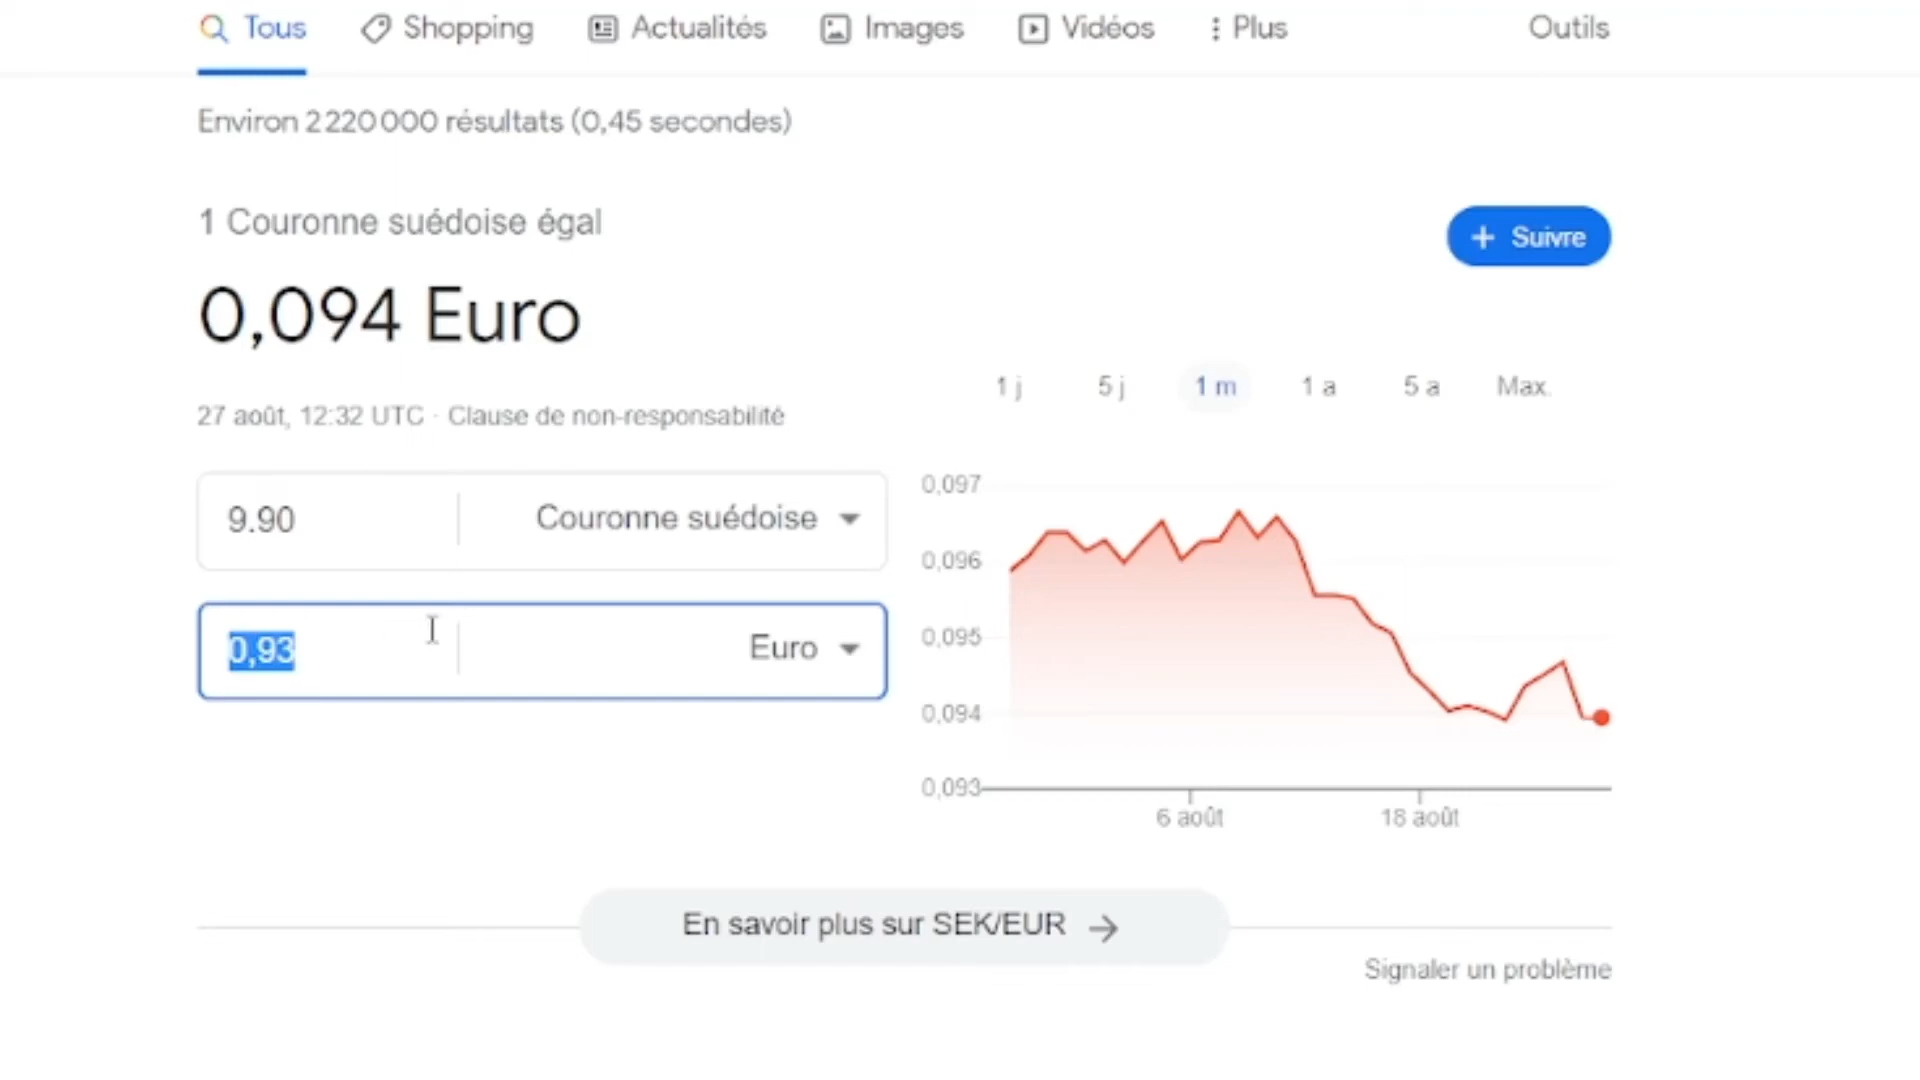 Tous Shopping Actualités Images Vidéos Plus Outils
Environ 2 220 000 résultats (0,45 secondes)
1 Couronne suédoise égal
+ Suivre
0,094 Euro
1 j 5 j 1 m 1 a 5 a Max.
27 août, 12:32 UTC · Clause de non-responsabilité
9.90 Couronne suédoise
0,93 Euro
0,097
0,096
0,095
0,094
0,093
6 août 18 août
En savoir plus sur SEK/EUR
Signaler un problème